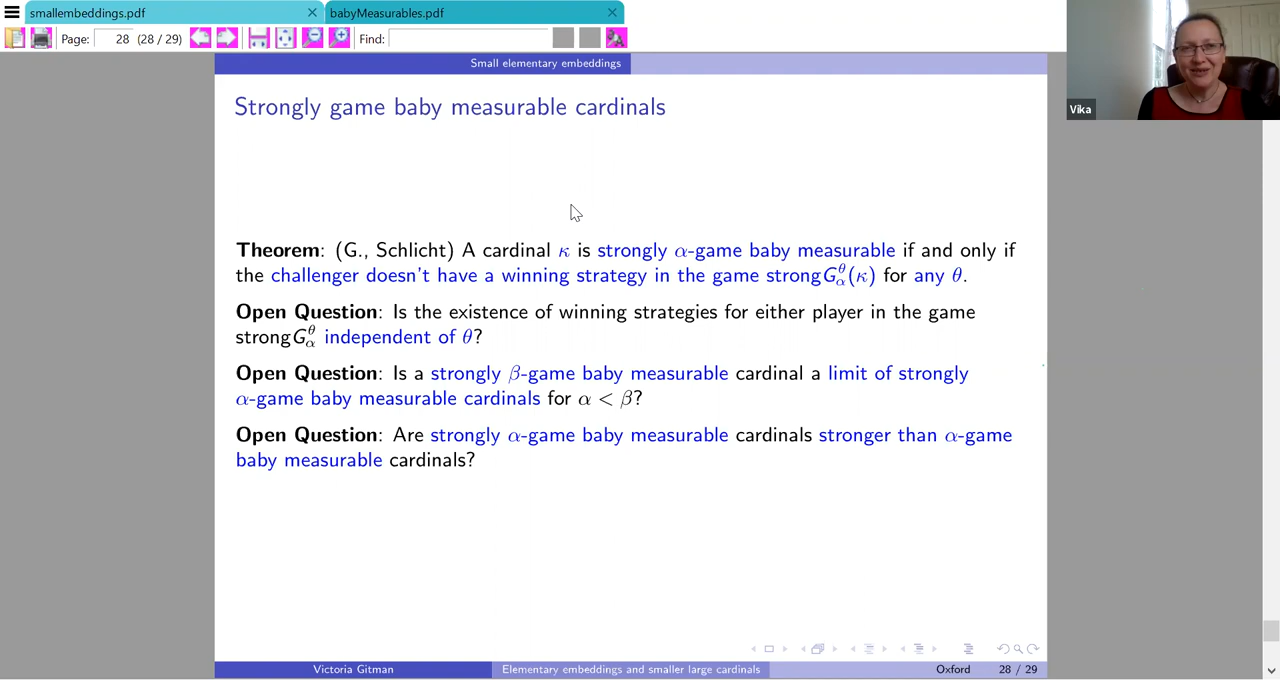 smallembeddings.pdf
babyMeasurables.pdf
Page: 28 (28 / 29) Find:
Vika
Small elementary embeddings
Strongly game baby measurable cardinals
Theorem: (G., Schlicht) A cardinal κ is strongly α-game baby measurable if and only if
the challenger doesn't have a winning strategy in the game strongG^θ_α(κ) for any θ.
Open Question: Is the existence of winning strategies for either player in the game
strongG^θ_α independent of θ?
Open Question: Is a strongly β-game baby measurable cardinal a limit of strongly
α-game baby measurable cardinals for α < β?
Open Question: Are strongly α-game baby measurable cardinals stronger than α-game
baby measurable cardinals?
Victoria Gitman Elementary embeddings and smaller large cardinals Oxford 28 / 29